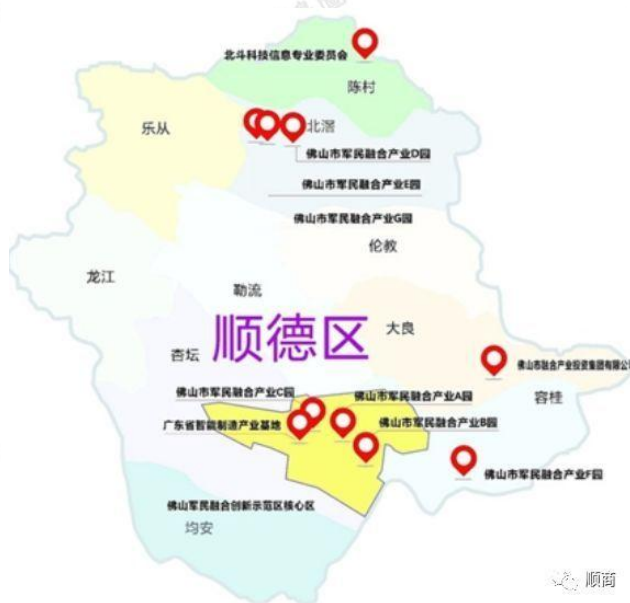 北斗科技信息专业委员会
陈村
乐从
北滘
佛山市军民融合产业D园
佛山市军民融合产业E园
佛山市军民融合产业G园
伦教
龙江
勒流
顺德区
大良
杏坛
佛山市融合产业投资集团有限公
容桂
佛山市军民融合产业C园
佛山市军民融合产业A园
广东省智能制造产业基地
佛山市军民融合产业B园
佛山市军民融合产业F园
佛山军民融合创新示范区核心区
均安
顺商